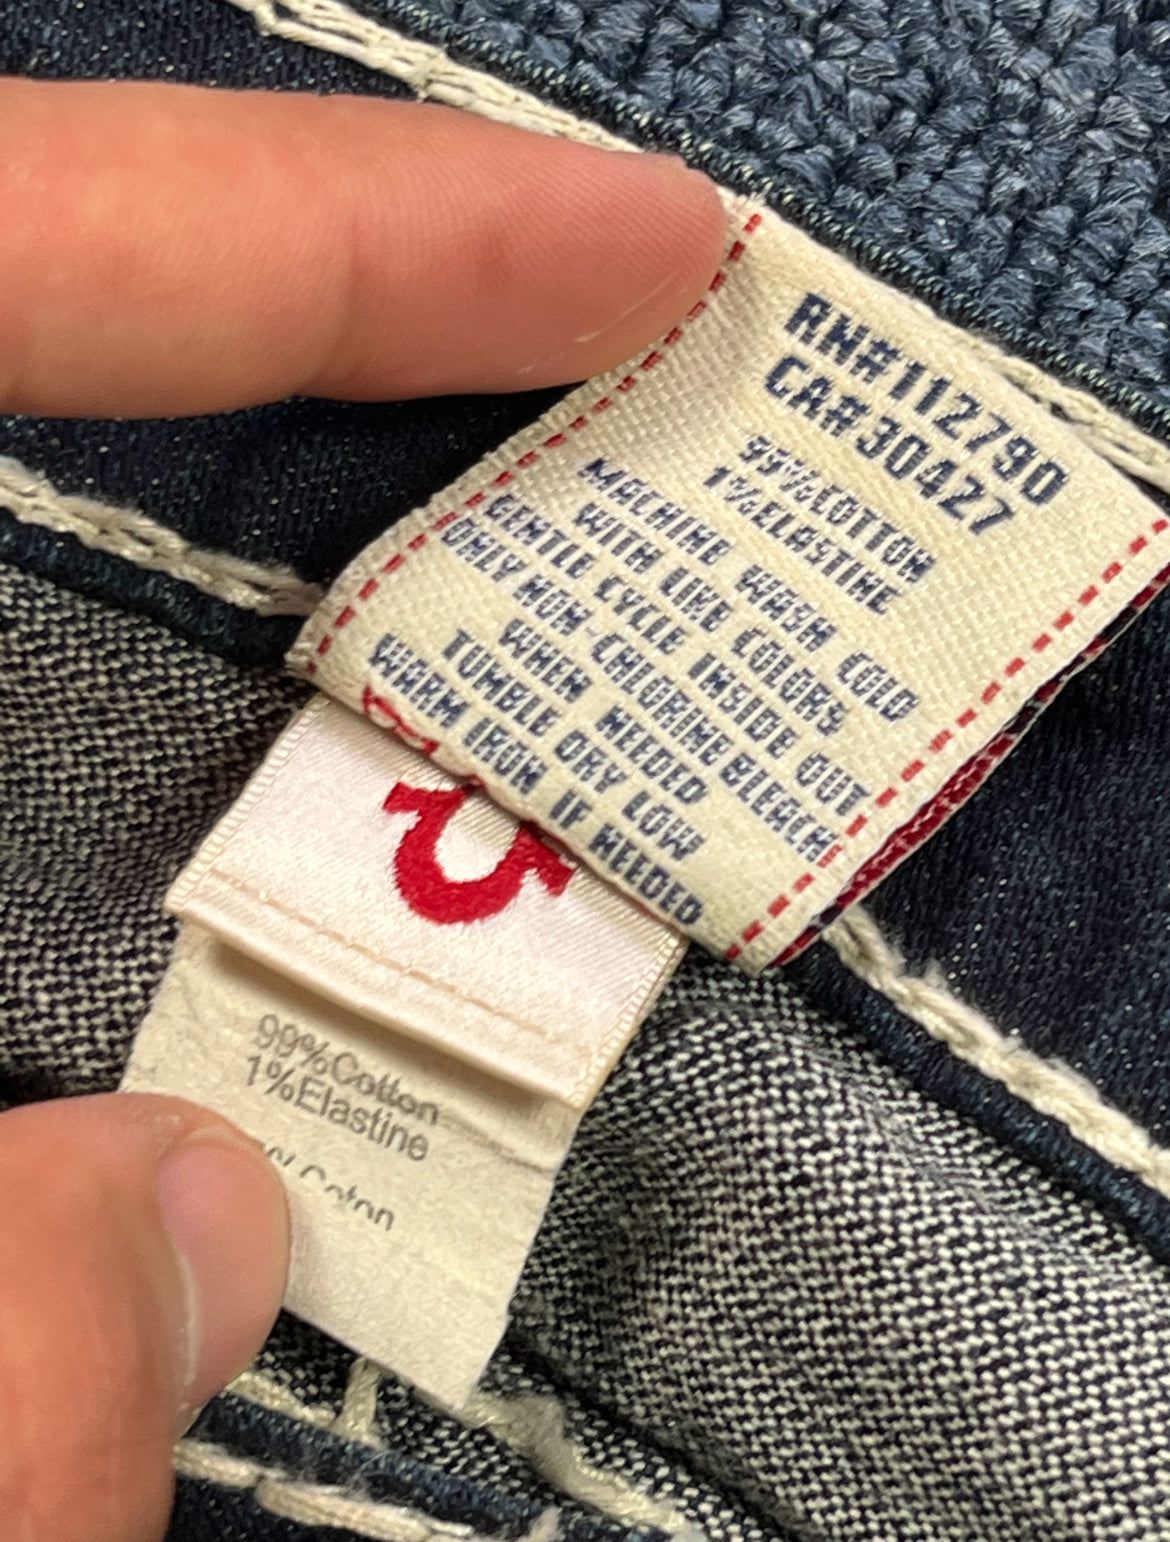 RN#112790
CA#30427
99%COTTON
1%ELASTINE
MACHINE WASH COLD
WITH LIKE COLORS
GENTLE CYCLE INSIDE OUT
ONLY NON-CHLORINE BLEACH
WHEN NEEDED
TUMBLE DRY LOW
WARM IRON IF NEEDED
99%Cotton
1%Elastine